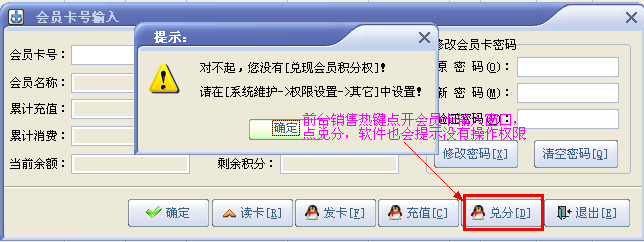 会员卡号输入
提示:
对不起,您没有[兑现会员积分权]!
请在[系统维护->权限设置->其它]中设置!
确定
会员卡号:
会员名称:
累计充值:
累计消费:
当前余额:
剩余积分:
修改会员卡密码
原 密 码(O):
新 密 码(N):
验证密码
修改密码[X]
清空密码[Q]
前台销售热键点开会员
点兑分,软件也会提示没有操作权限
确定
读卡[R]
发卡[F]
充值[C]
兑分[D]
退出[E]